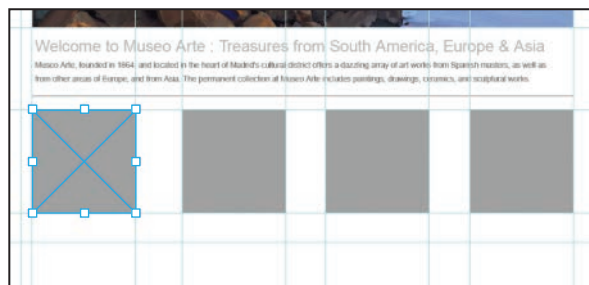 Welcome to Museo Arte : Treasures from South America, Europe & Asia
Museo Arte, founded in 1864, and located in the heart of Madrid's cultural district offers a dazzling array of art works from Spanish masters, as well as
from other areas of Europe, and from Asia. The permanent collection at Museo Arte includes paintings, drawings, ceramics, and sculptural works.